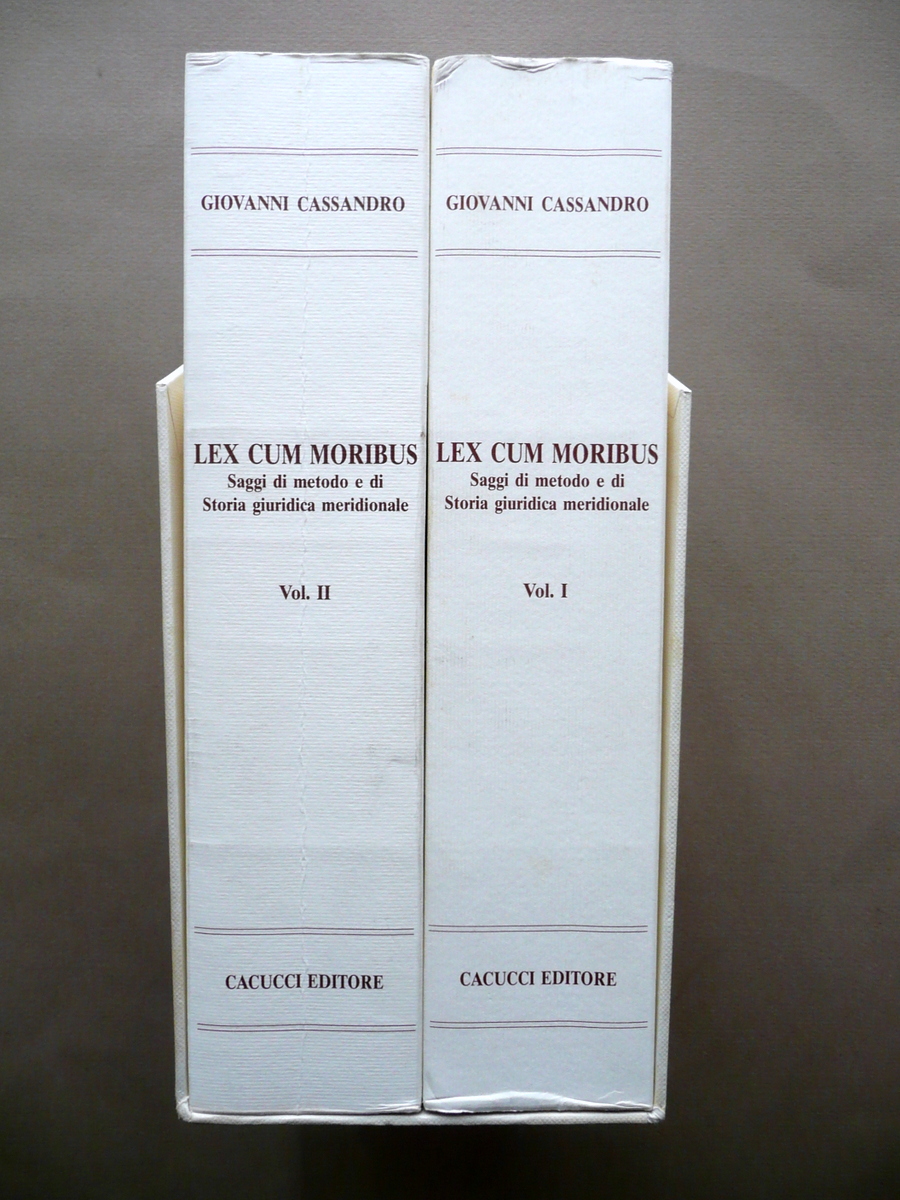 GIOVANNI CASSANDRO
LEX CUM MORIBUS
Saggi di metodo e di
Storia giuridica meridionale
Vol. II
CACUCCI EDITORE
GIOVANNI CASSANDRO
LEX CUM MORIBUS
Saggi di metodo e di
Storia giuridica meridionale
Vol. I
CACUCCI EDITORE